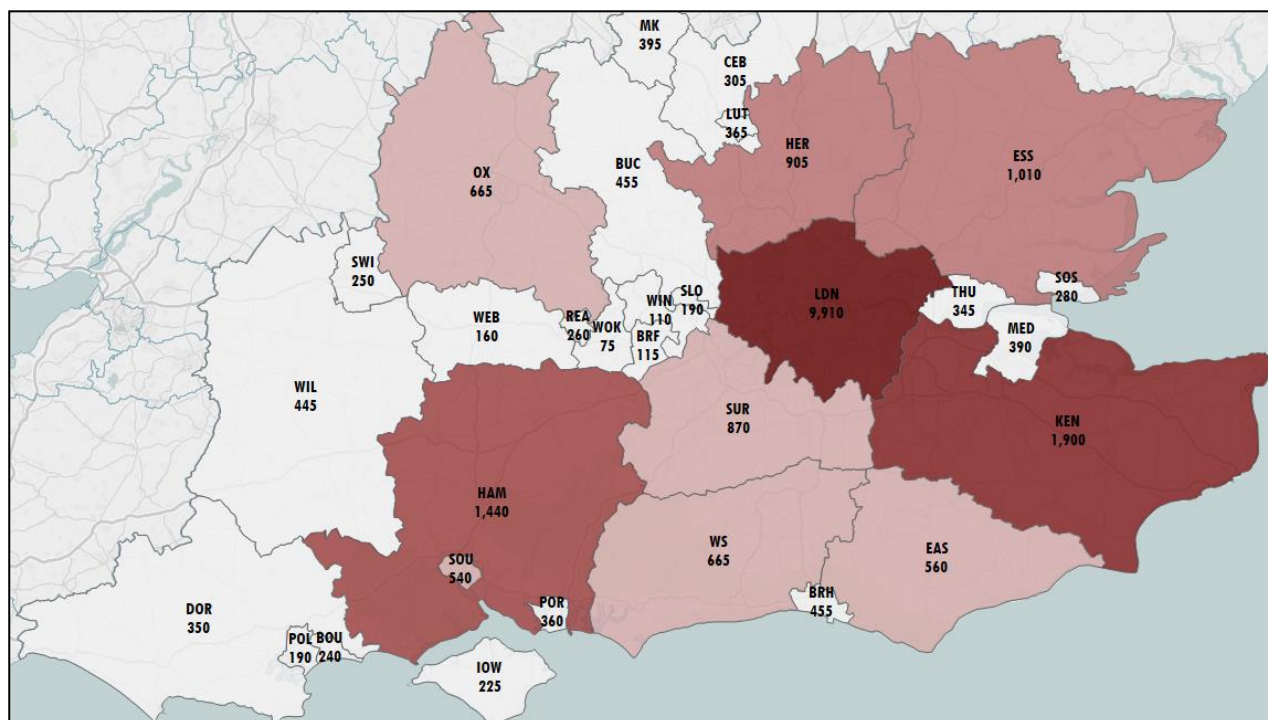 MK
395
CEB
305
LUT
365
HER
905
ESS
1,010
OX
665
BUC
455
SWI
250
WIN
110
SLO
190
LDN
9,910
THU
345
SOS
280
WEB
160
REA
260
WOK
75
BRF
115
MED
390
WIL
445
SUR
870
KEN
1,900
HAM
1,440
SOU
540
WS
665
EAS
560
BRH
455
POR
360
DOR
350
POL
190
BOU
240
IOW
225